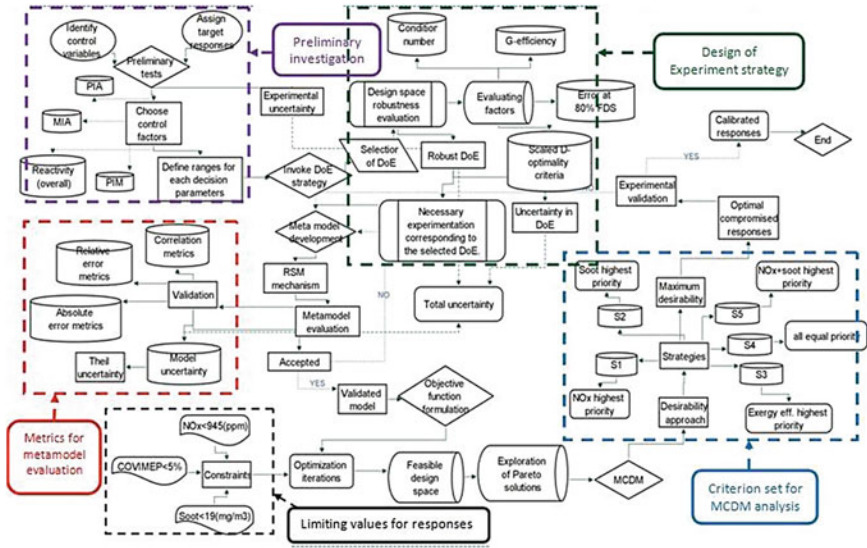 Identify
control
variables
Assign
target
responses
Preliminary
tests
PIA
MIA
Choose
control
factors
Reactivity
(overall)
PIM
Define ranges for
each decision
parameters
Preliminary
investigation
Experimental
uncertainty
Invoke DoE
strategy
Condition
number
G-efficiency
Design space
robustness
evaluation
Evaluating
factors
Error at
80% FDS
Selection
of DoE
Robust DoE
Scaled D-
optimality
criteria
Necessary
experimentation
corresponding to
the selected DoE.
Uncertainty in
DoE
Design of
Experiment strategy
Calibrated
responses
End
YES
Experimental
validation
Optimal
compromised
responses
Meta model
development
RSM
mechanism
NO
Metamodel
evaluation
Total uncertainty
Accepted
YES
Validated
model
Objective
function
formulation
Relative
error
metrics
Correlation
metrics
Validation
Absolute
error metrics
Theil
uncertainty
Model
uncertainty
Metrics for
metamodel
evaluation
Soot highest
priority
Maximum
desirability
NOx+soot highest
priority
S2
S5
S4
all equal priority
S1
Strategies
S3
NOx highest
priority
Desirability
approach
Exergy eff. highest
priority
Criterion set for
MCDM analysis
NOx<945(ppm)
COVIMEP<5%
Constraints
Soot<19(mg/m3)
Optimization
iterations
Feasible
design
space
Exploration
of Pareto
solutions
MCDM
Limiting values for responses